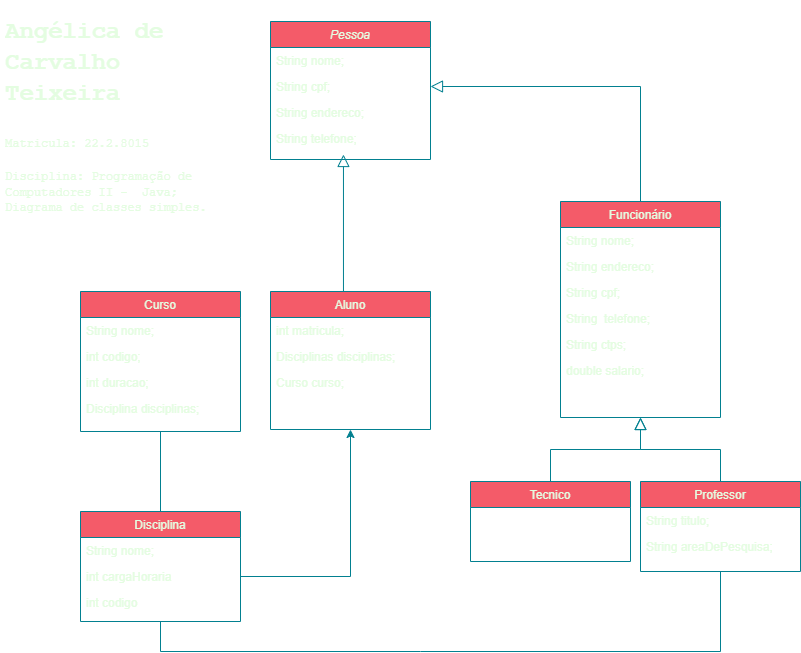 Angélica de
Carvalho
Teixeira
Matricula: 22.2.8015
Disciplina: Programação de
Computadores II - Java;
Diagrama de classes simples.
Pessoa
String nome;
String cpf;
String endereco;
String telefone;
Funcionário
String nome;
String endereco;
String cpf;
String telefone;
String ctps;
double salario;
Curso
String nome;
int codigo;
int duracao;
Disciplina disciplinas;
Aluno
int matricula;
Disciplinas disciplinas;
Curso curso;
Tecnico
Professor
String titulo;
String areaDePesquisa;
Disciplina
String nome;
int cargaHoraria
int codigo